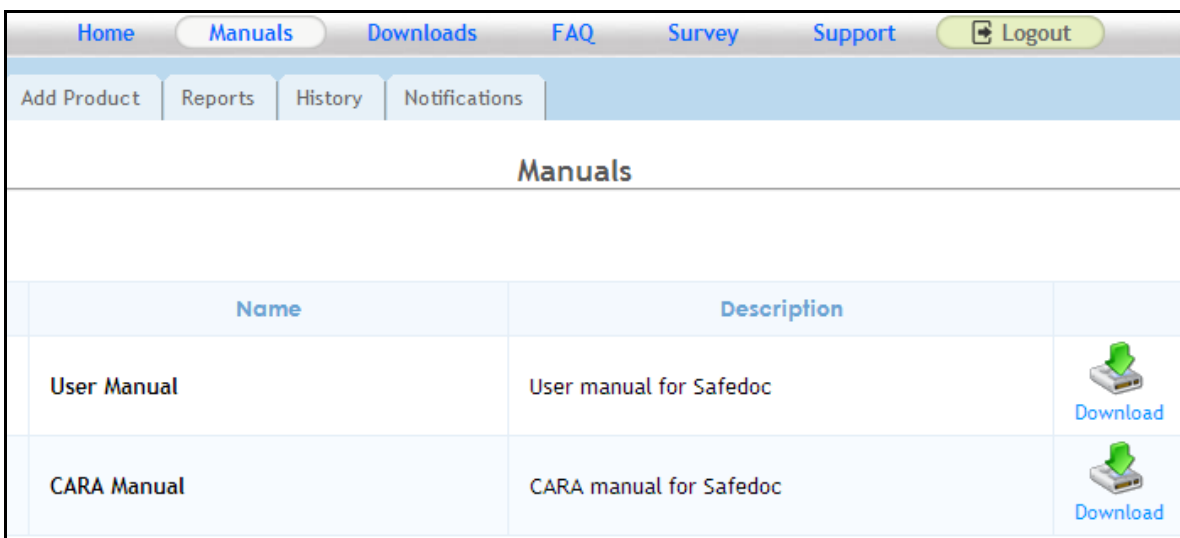 Home Manuals Downloads FAQ Survey Support Logout
Add Product Reports History Notifications
Manuals
Name Description
User Manual User manual for Safedoc Download
CARA Manual CARA manual for Safedoc Download